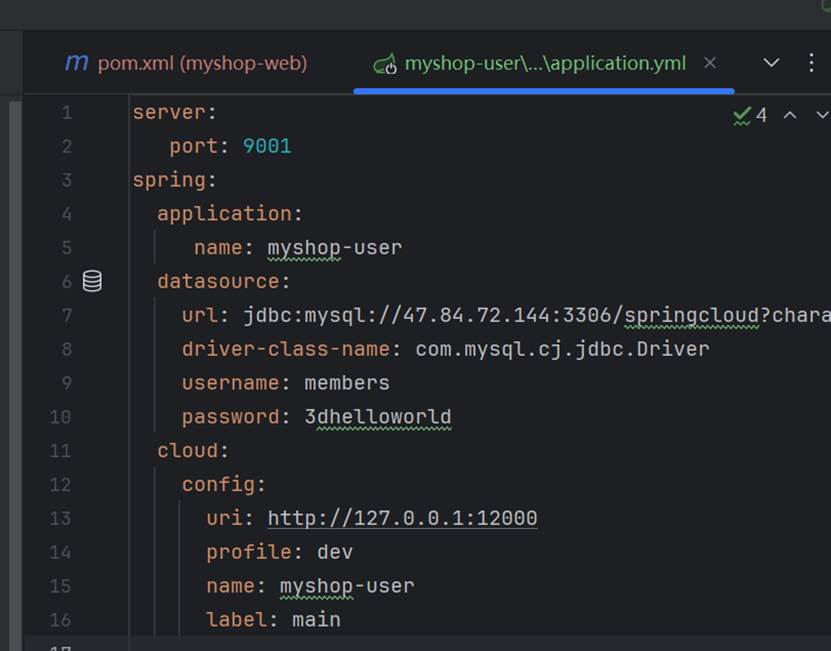 pom.xml (myshop-web)
myshop-user\...\application.yml
4
1 server:
2 port: 9001
3 spring:
4 application:
5 name: myshop-user
6 datasource:
7 url: jdbc:mysql://47.84.72.144:3306/springcloud?chara
8 driver-class-name: com.mysql.cj.jdbc.Driver
9 username: members
10 password: 3dhelloworld
11 cloud:
12 config:
13 uri: http://127.0.0.1:12000
14 profile: dev
15 name: myshop-user
16 label: main
17